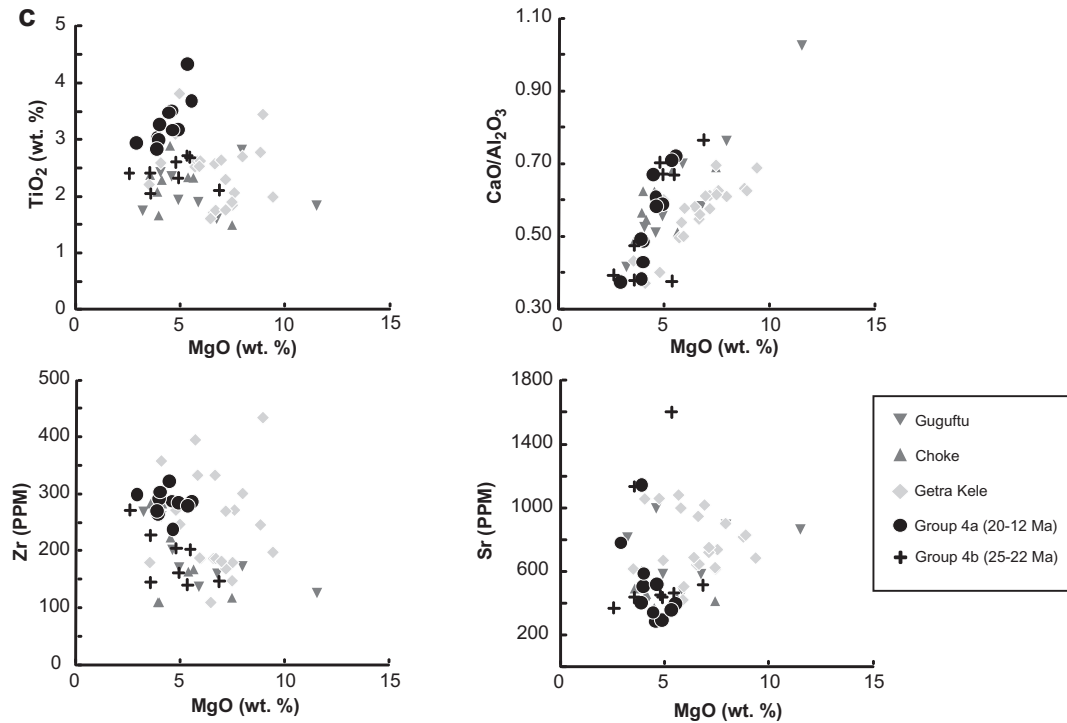 c
TiO2 (wt. %)
5
4
3
2
1
0
0 5 10 15
MgO (wt. %)
CaO/Al2O3
1.10
0.90
0.70
0.50
0.30
0 5 10 15
MgO (wt. %)
Zr (PPM)
500
400
300
200
100
0
0 5 10 15
MgO (wt. %)
Sr (PPM)
1800
1400
1000
600
200
0 5 10 15
MgO (wt. %)
Guguftu
Choke
Getra Kele
Group 4a (20-12 Ma)
Group 4b (25-22 Ma)